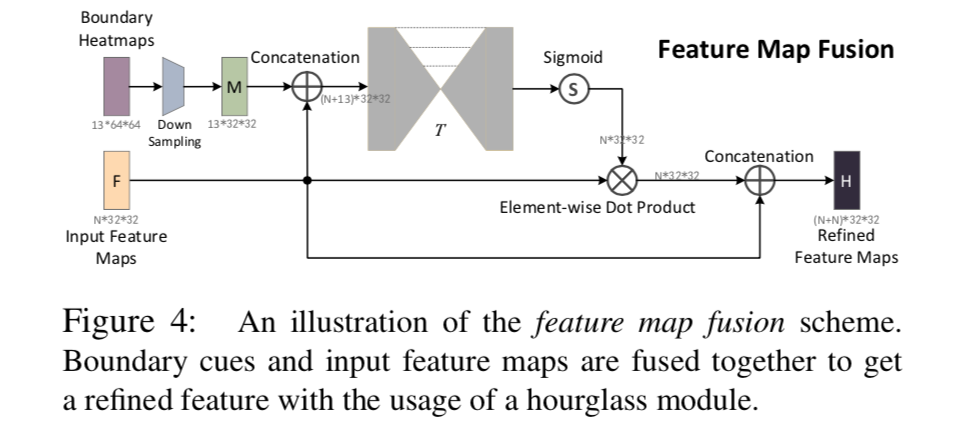 Boundary
Heatmaps
Feature Map Fusion
Concatenation
Sigmoid
M
S
(N+13)*32*32
13*64*64
Down
Sampling
13*32*32
T
N*32*32
Concatenation
F
N*32*32
H
Element-wise Dot Product
N*32*32
Input Feature
Maps
(N+N)*32*32
Refined
Feature Maps
Figure 4: An illustration of the feature map fusion scheme.
Boundary cues and input feature maps are fused together to get
a refined feature with the usage of a hourglass module.